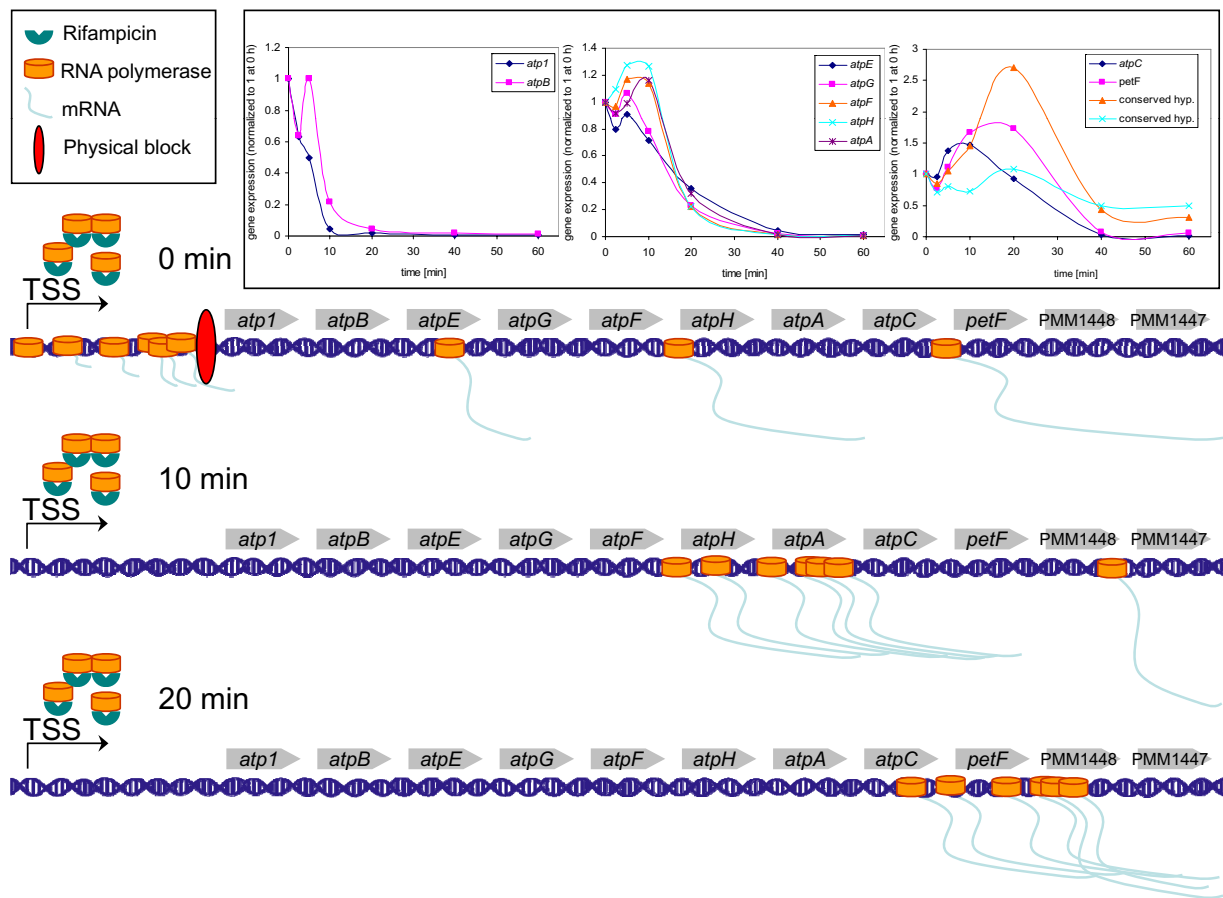 Rifampicin
RNA polymerase
mRNA
Physical block
gene expression (normalized to 1 at 0 h)
1.2
1
0.8
0.6
0.4
0.2
0
0 10 20 30 40 50 60
time [min]
atp1
atpB
gene expression (normalized to 1 at 0 h)
1.4
1.2
1.0
0.8
0.6
0.4
0.2
0
0 10 20 30 40 50 60
time [min]
atpE
atpG
atpF
atpH
atpA
gene expression (normalized to 1 at 0 h)
3
2.5
2
1.5
1
0.5
0
0 10 20 30 40 50 60
time [min]
atpC
petF
conserved hyp.
conserved hyp.
0 min
TSS
atp1 atpB atpE atpG atpF atpH atpA atpC petF PMM1448 PMM1447
10 min
TSS
atp1 atpB atpE atpG atpF atpH atpA atpC petF PMM1448 PMM1447
20 min
TSS
atp1 atpB atpE atpG atpF atpH atpA atpC petF PMM1448 PMM1447